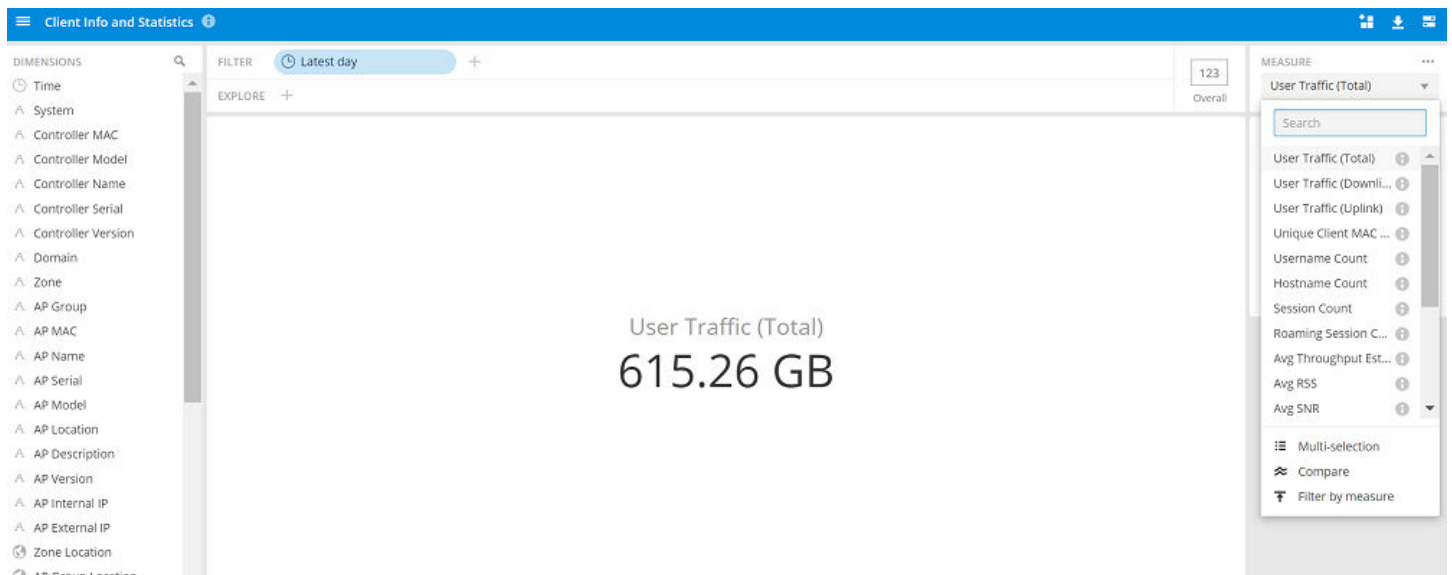 Client Info and Statistics
DIMENSIONS
Time
System
Controller MAC
Controller Model
Controller Name
Controller Serial
Controller Version
Domain
Zone
AP Group
AP MAC
AP Name
AP Serial
AP Model
AP Location
AP Description
AP Version
AP Internal IP
AP External IP
Zone Location
AP Group Location
FILTER Latest day
EXPLORE
123
Overall
User Traffic (Total)
615.26 GB
MEASURE
User Traffic (Total)
Search
User Traffic (Total)
User Traffic (Downli...
User Traffic (Uplink)
Unique Client MAC ...
Username Count
Hostname Count
Session Count
Roaming Session C...
Avg Throughput Est...
Avg RSS
Avg SNR
Multi-selection
Compare
Filter by measure